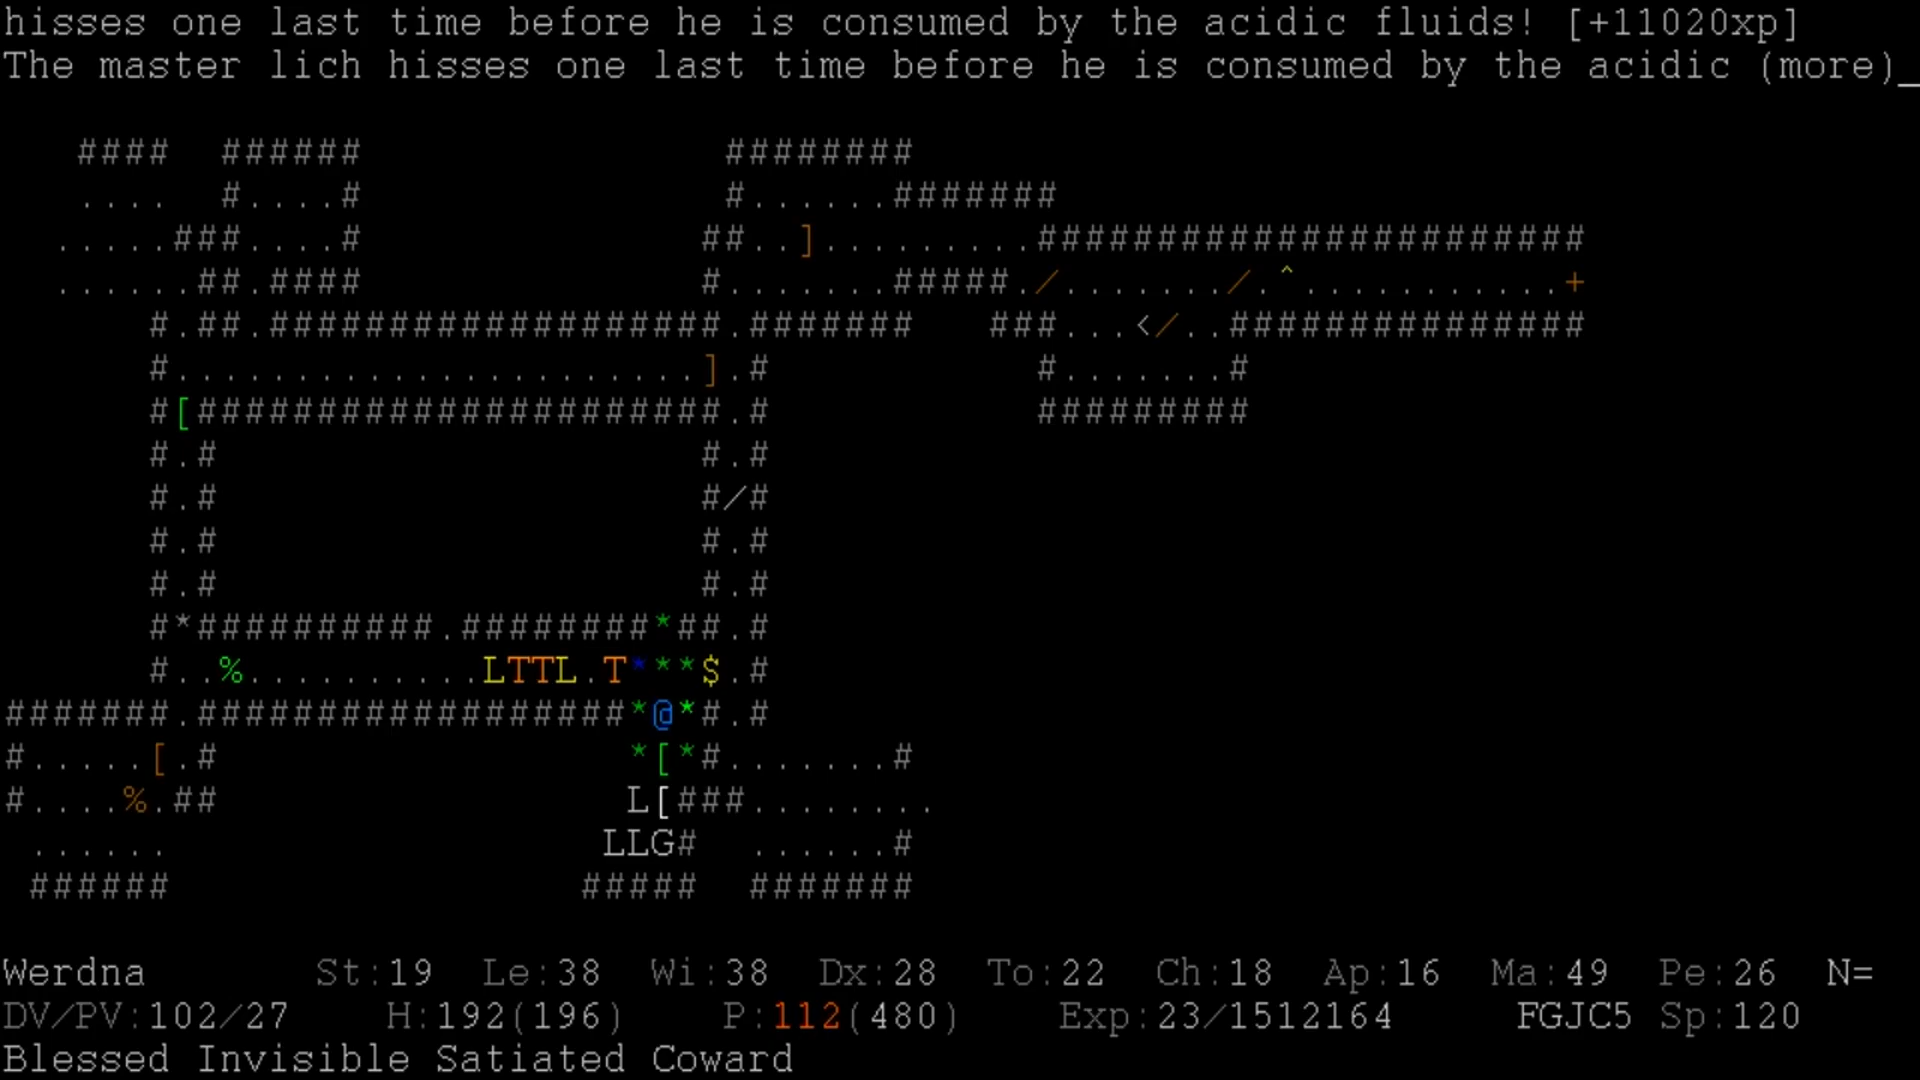 hisses one last time before he is consumed by the acidic fluids! [+11020xp]
The master lich hisses one last time before he is consumed by the acidic (more)_
####  ######               ########
....  #....#               #......#######
.....###....#              ##..].........#######################
......##.####              #.......#####./......./.^...........+
#.##.###################.#######   ###...</..###############
#.....................].#           #.......#
#[######################.#           #########
#.#                    #.#
#.#                    #/#
#.#                    #.#
#.#                    #.#
#*##########.########*##.#
#..%..........LTTL.T***$.#
#######.##################*@*#.#
#.....[.#                 *[*#.......#
#....%.##                 L[###........
......                   LLG#  ......#
######                  #####  #######
Werdna St:19 Le:38 Wi:38 Dx:28 To:22 Ch:18 Ap:16 Ma:49 Pe:26 N=
DV/PV:102/27 H:192(196) P:112(480) Exp:23/1512164 FGJC5 Sp:120
Blessed Invisible Satiated Coward